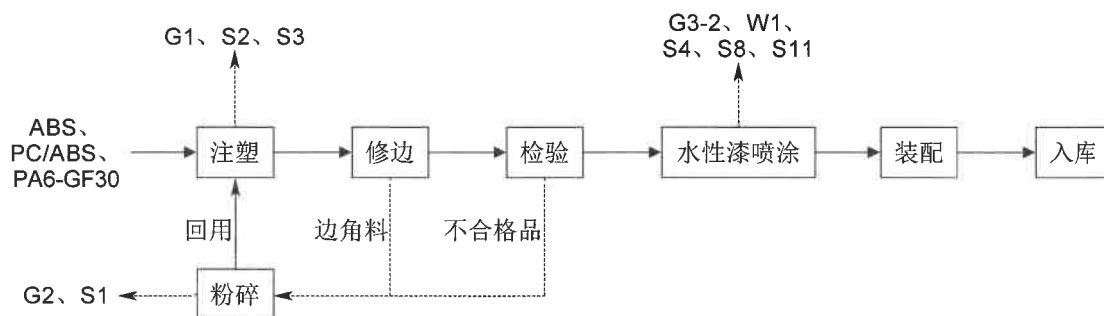 G1、S2、S3
G3-2、W1、
S4、S8、S11
ABS、
PC/ABS、
PA6-GF30
注塑
修边
检验
水性漆喷涂
装配
入库
回用
边角料
不合格品
G2、S1
粉碎